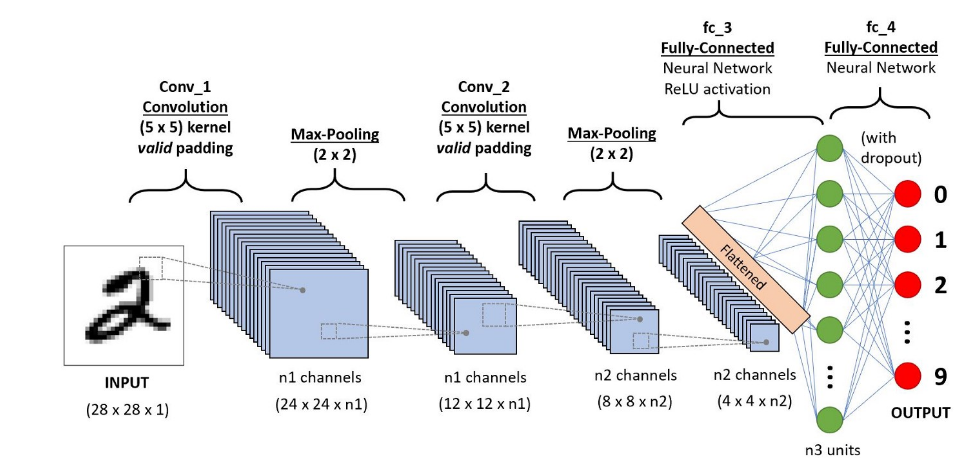 Conv_1
Convolution
(5 x 5) kernel
valid padding
Max-Pooling
(2 x 2)
Conv_2
Convolution
(5 x 5) kernel
valid padding
Max-Pooling
(2 x 2)
fc_3
Fully-Connected
Neural Network
ReLU activation
fc_4
Fully-Connected
Neural Network
(with
dropout)
Flattened
0
1
2
9
OUTPUT
INPUT
(28 x 28 x 1)
n1 channels
(24 x 24 x n1)
n1 channels
(12 x 12 x n1)
n2 channels
(8 x 8 x n2)
n2 channels
(4 x 4 x n2)
n3 units
2